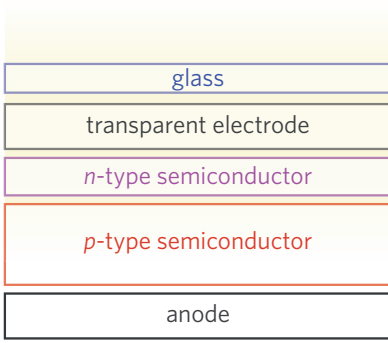 glass
transparent electrode
n-type semiconductor
p-type semiconductor
anode